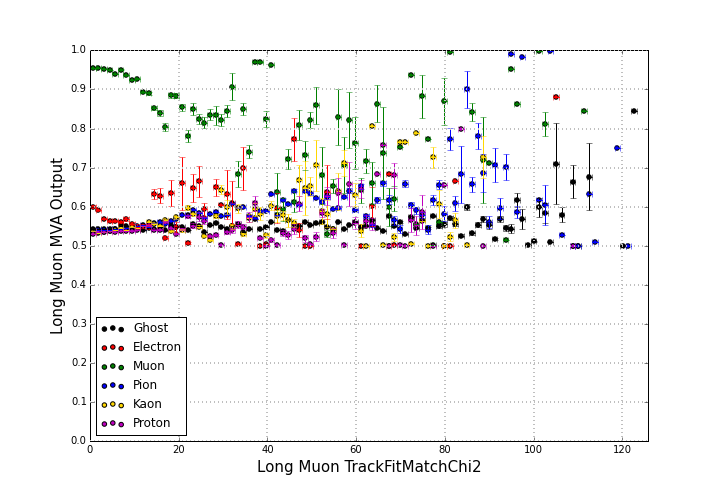 1.0
0.9
0.8
0.7
0.6
0.5
0.4
0.3
0.2
0.1
0.0
Long Muon MVA Output
Ghost
Electron
Muon
Pion
Kaon
Proton
0 20 40 60 80 100 120
Long Muon TrackFitMatchChi2